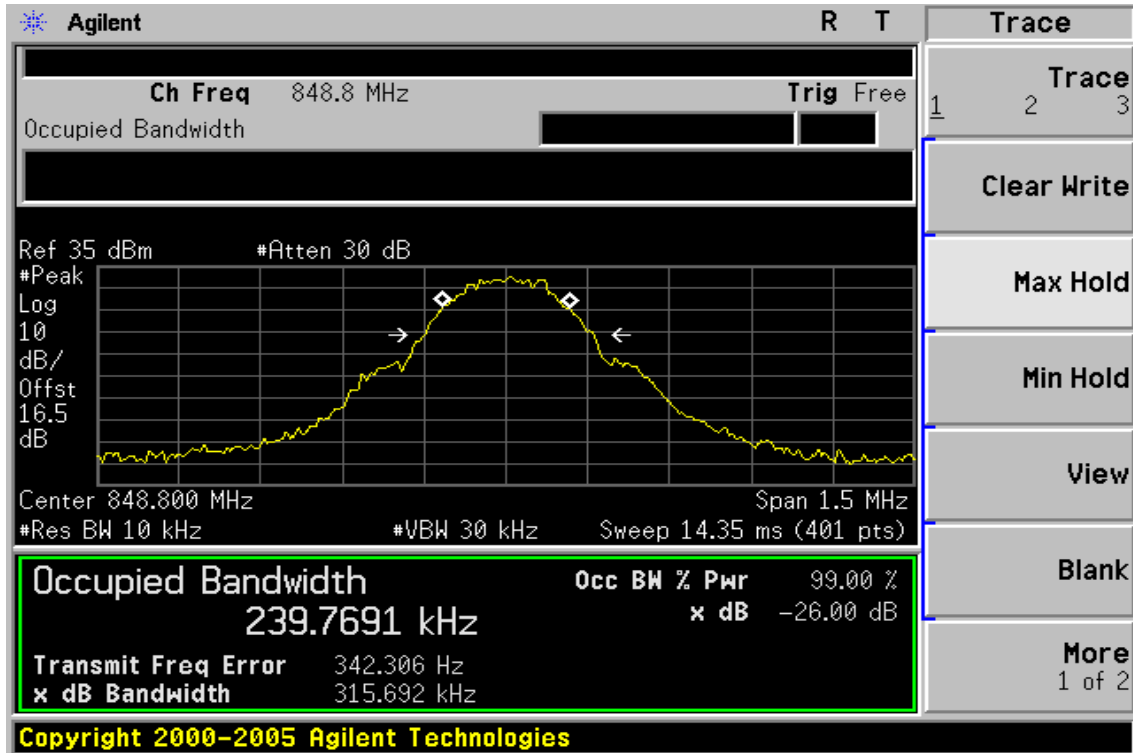 Agilent R T Trace
Ch Freq 848.8 MHz Trig Free
Occupied Bandwidth
Trace
1 2 3
Clear Write
Max Hold
Min Hold
View
Blank
More
1 of 2
Ref 35 dBm #Atten 30 dB
#Peak
Log
10
dB/
Offst
16.5
dB
Center 848.800 MHz Span 1.5 MHz
#Res BW 10 kHz #VBW 30 kHz Sweep 14.35 ms (401 pts)
Occupied Bandwidth Occ BW % Pwr 99.00 %
239.7691 kHz x dB -26.00 dB
Transmit Freq Error 342.306 Hz
x dB Bandwidth 315.692 kHz
Copyright 2000-2005 Agilent Technologies